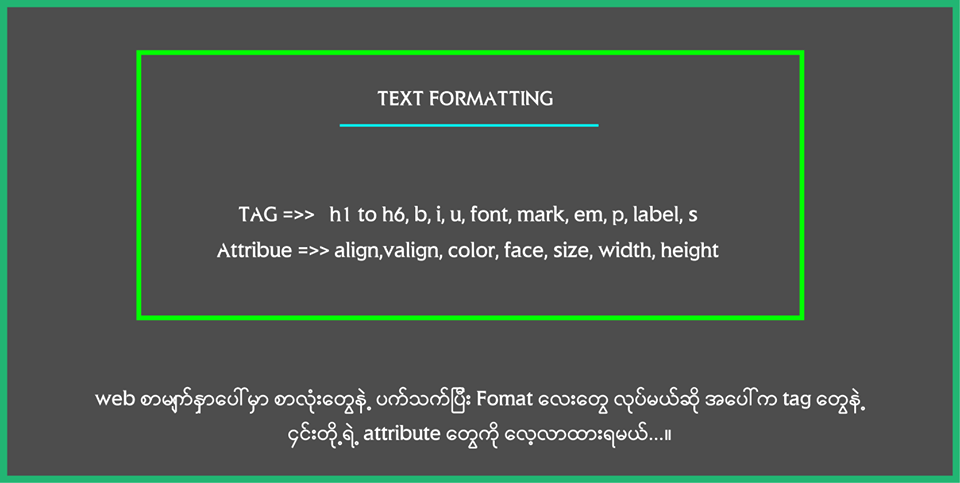 TEXT FORMATTING
TAG =>> h1 to h6, b, i, u, font, mark, em, p, label, s
Attribue =>> align,valign, color, face, size, width, height
web စာမျက်နှာပေါ်မှာ စာလုံးတွေနဲ့ ပက်သက်ပြီး Fomat လေးတွေ လုပ်မယ်ဆို အပေါ်က tag တွေနဲ့
၄င်းတို့ရဲ့ attribute တွေကို လေ့လာထားရမယ်...။